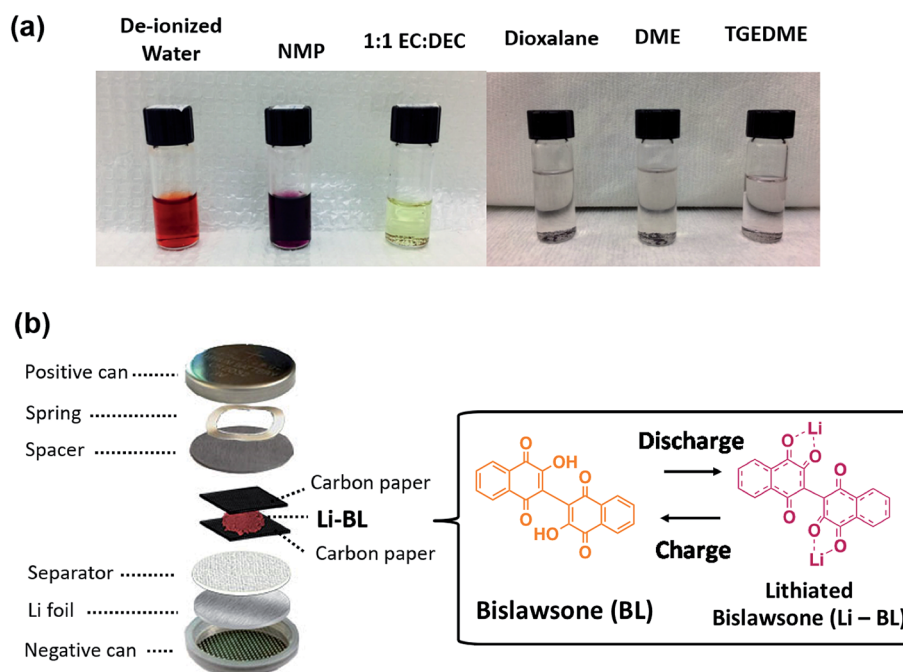 (a)
De-ionized
Water
NMP
1:1 EC:DEC
Dioxalane
DME
TGEDME
(b)
Positive can
Spring
Spacer
Carbon paper
Li-BL
Carbon paper
Separator
Li foil
Negative can
O
OH
O
O
HO
O
Discharge
Charge
Li
O
O
O
O
O
O
Li
Bislawsone (BL)
Lithiated
Bislawsone (Li – BL)